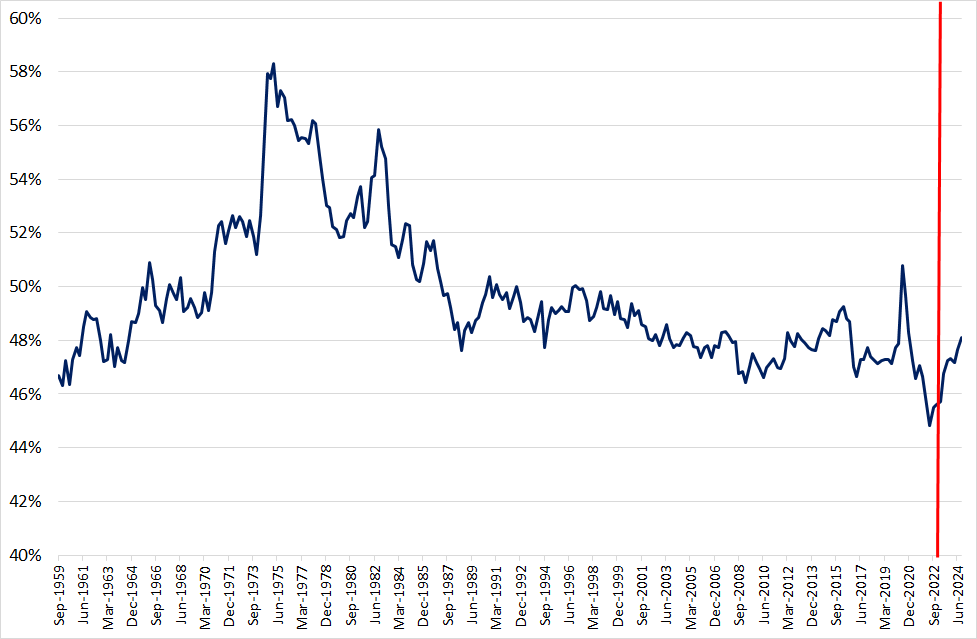 60%
58%
56%
54%
52%
50%
48%
46%
44%
42%
40%
Sep-1959
Jun-1961
Mar-1963
Dec-1964
Sep-1966
Jun-1968
Mar-1970
Dec-1971
Sep-1973
Jun-1975
Mar-1977
Dec-1978
Sep-1980
Jun-1982
Mar-1984
Dec-1985
Sep-1987
Jun-1989
Mar-1991
Dec-1992
Sep-1994
Jun-1996
Mar-1998
Dec-1999
Sep-2001
Jun-2003
Mar-2005
Dec-2006
Sep-2008
Jun-2010
Mar-2012
Dec-2013
Sep-2015
Jun-2017
Mar-2019
Dec-2020
Sep-2022
Jun-2024